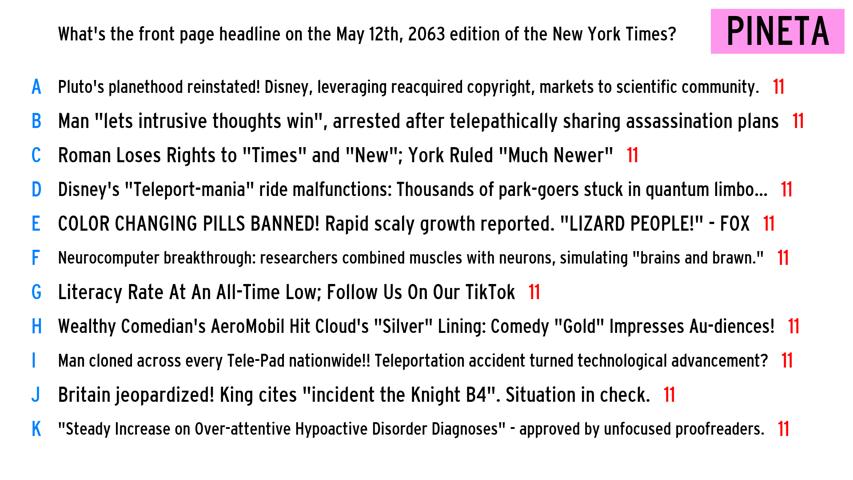 What's the front page headline on the May 12th, 2063 edition of the New York Times?
PINETA
A Pluto's planethood reinstated! Disney, leveraging reacquired copyright, markets to scientific community. 11
B Man "lets intrusive thoughts win", arrested after telepathically sharing assassination plans 11
C Roman Loses Rights to "Times" and "New"; York Ruled "Much Newer" 11
D Disney's "Teleport-mania" ride malfunctions: Thousands of park-goers stuck in quantum limbo... 11
E COLOR CHANGING PILLS BANNED! Rapid scaly growth reported. "LIZARD PEOPLE!" - FOX 11
F Neurocomputer breakthrough: researchers combined muscles with neurons, simulating "brains and brawn." 11
G Literacy Rate At An All-Time Low; Follow Us On Our TikTok 11
H Wealthy Comedian's AeroMobil Hit Cloud's "Silver" Lining: Comedy "Gold" Impresses Au-diences! 11
I Man cloned across every Tele-Pad nationwide!! Teleportation accident turned technological advancement? 11
J Britain jeopardized! King cites "incident the Knight B4". Situation in check. 11
K "Steady Increase on Over-attentive Hypoactive Disorder Diagnoses" - approved by unfocused proofreaders. 11